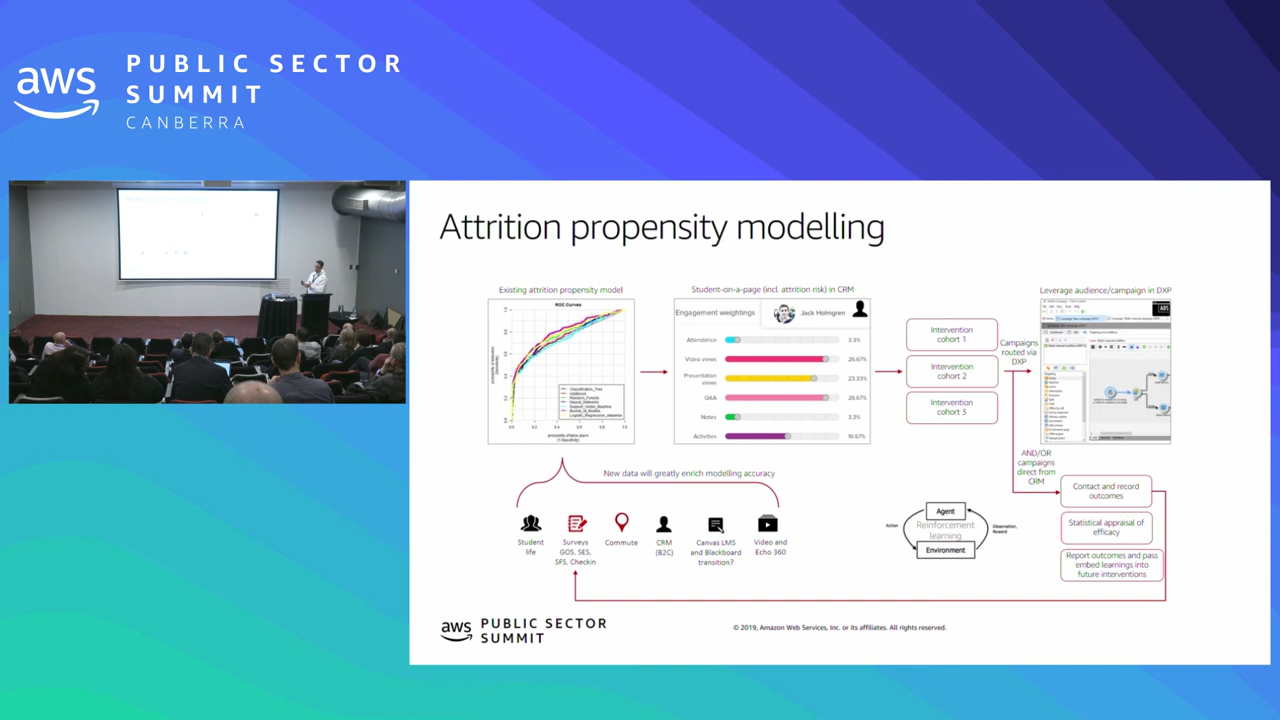 aws
PUBLIC SECTOR
SUMMIT
CANBERRA
Attrition propensity modelling
Existing attrition propensity model
ROC Curves
probability of false alarm
(1-Specificity)
Student-on-a-page (incl. attrition risk) in CRM
Engagement weightings
Jack Holmgren
Attendance
3.3%
Video views
26.67%
Presentation
views
23.33%
Q&A
26.67%
Notes
3.3%
Activities
16.67%
Intervention
cohort 1
Intervention
cohort 2
Intervention
cohort 3
Campaigns
routed via
DXP
Leverage audience/campaign in DXP
AND/OR
campaigns
direct from
CRM
Contact and record
outcomes
Statistical appraisal of
efficacy
Report outcomes and pass
embed learnings into
future interventions
New data will greatly enrich modelling accuracy
Student
life
Surveys
GOS, SES,
SFS, Checkin
Commute
CRM
(B2C)
Canvas LMS
and Blackboard
transition?
Video and
Echo 360
Agent
Action
Reinforcement
learning
Observation,
Reward
Environment
aws
PUBLIC SECTOR
SUMMIT
© 2019, Amazon Web Services, Inc. or its affiliates. All rights reserved.